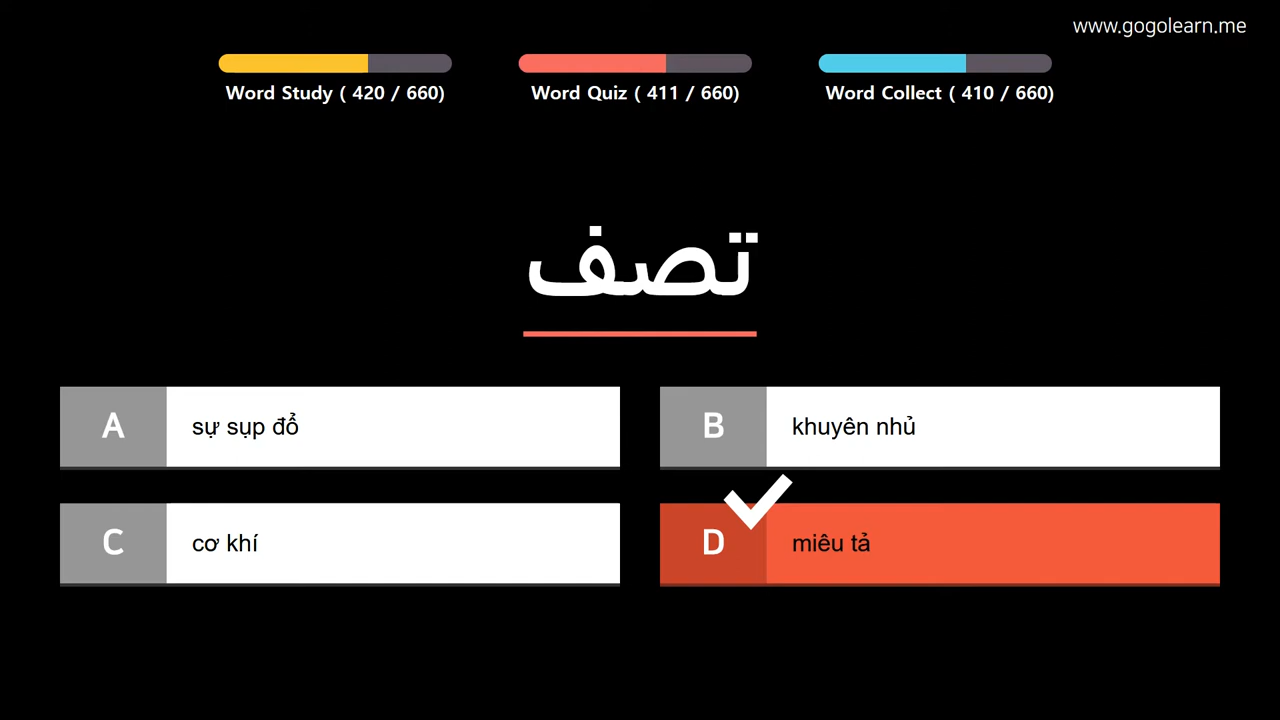 www.gogolearn.me
Word Study ( 420 / 660)
Word Quiz ( 411 / 660)
Word Collect ( 410 / 660)
تصف
A sự sụp đổ
B khuyên nhủ
C cơ khí
D miêu tả